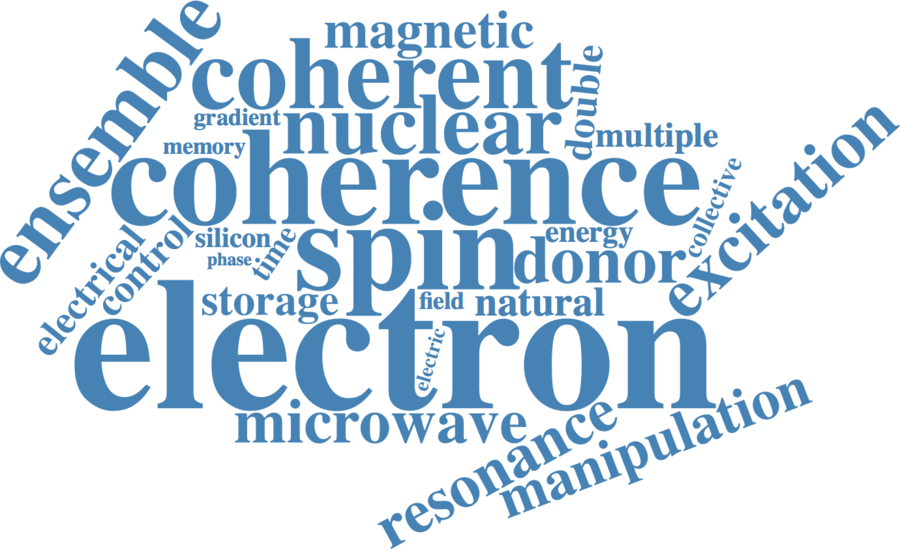 magnetic
ensemble
coherent
double
gradient
nuclear
multiple
memory
coherence
excitation
collective
silicon
time
spin
energy
phase
donor
electrical
control
storage
field
natural
electron
electric
microwave
resonance
manipulation